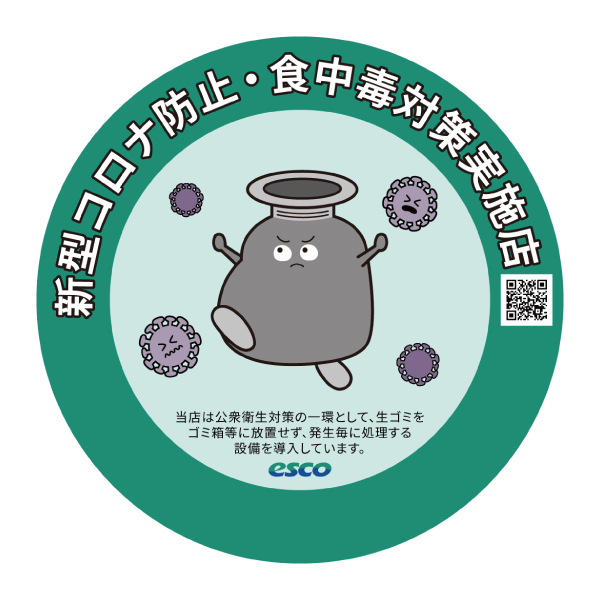 新型コロナ防止・食中毒対策実施店
当店は公衆衛生対策の一環として、生ゴミを
ゴミ箱等に放置せず、発生毎に処理する
設備を導入しています。
esco